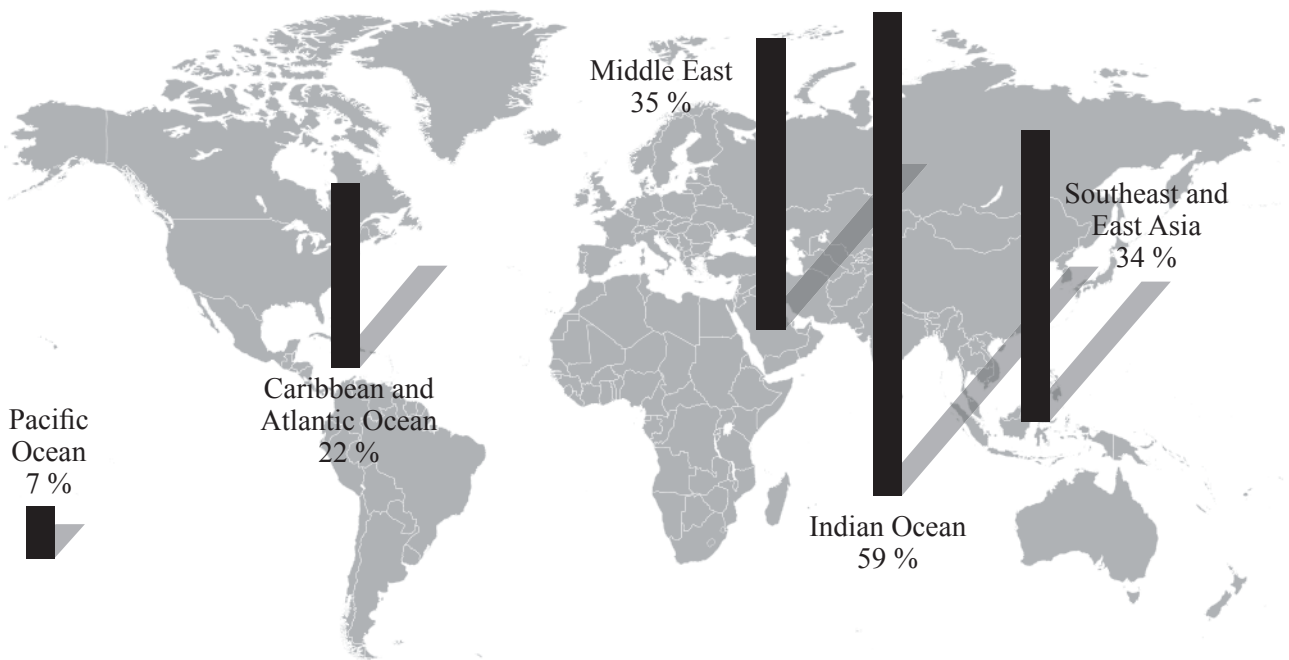 Middle East
35 %
Southeast and
East Asia
34 %
Caribbean and
Atlantic Ocean
22 %
Pacific
Ocean
7 %
Indian Ocean
59 %